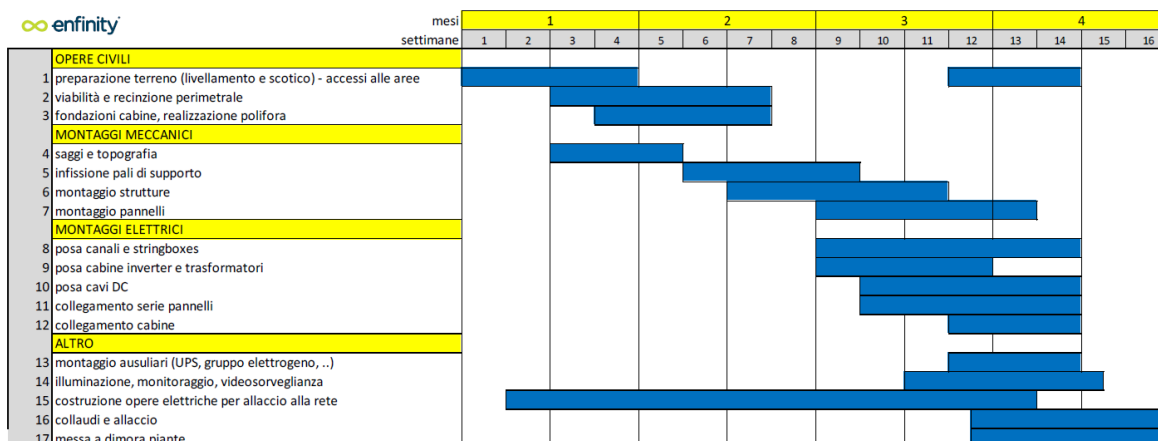 enfinity
mesi 1 2 3 4
settimane 1 2 3 4 5 6 7 8 9 10 11 12 13 14 15 16
OPERE CIVILI
1 preparazione terreno (livellamento e scotico) - accessi alle aree
2 viabilità e recinzione perimetrale
3 fondazioni cabine, realizzazione polifora
MONTAGGI MECCANICI
4 saggi e topografia
5 infissione pali di supporto
6 montaggio strutture
7 montaggio pannelli
MONTAGGI ELETTRICI
8 posa canali e stringboxes
9 posa cabine inverter e trasformatori
10 posa cavi DC
11 collegamento serie pannelli
12 collegamento cabine
ALTRO
13 montaggio ausuliari (UPS, gruppo elettrogeno, ..)
14 illuminazione, monitoraggio, videosorveglianza
15 costruzione opere elettriche per allaccio alla rete
16 collaudi e allaccio
17 messa a dimora piante